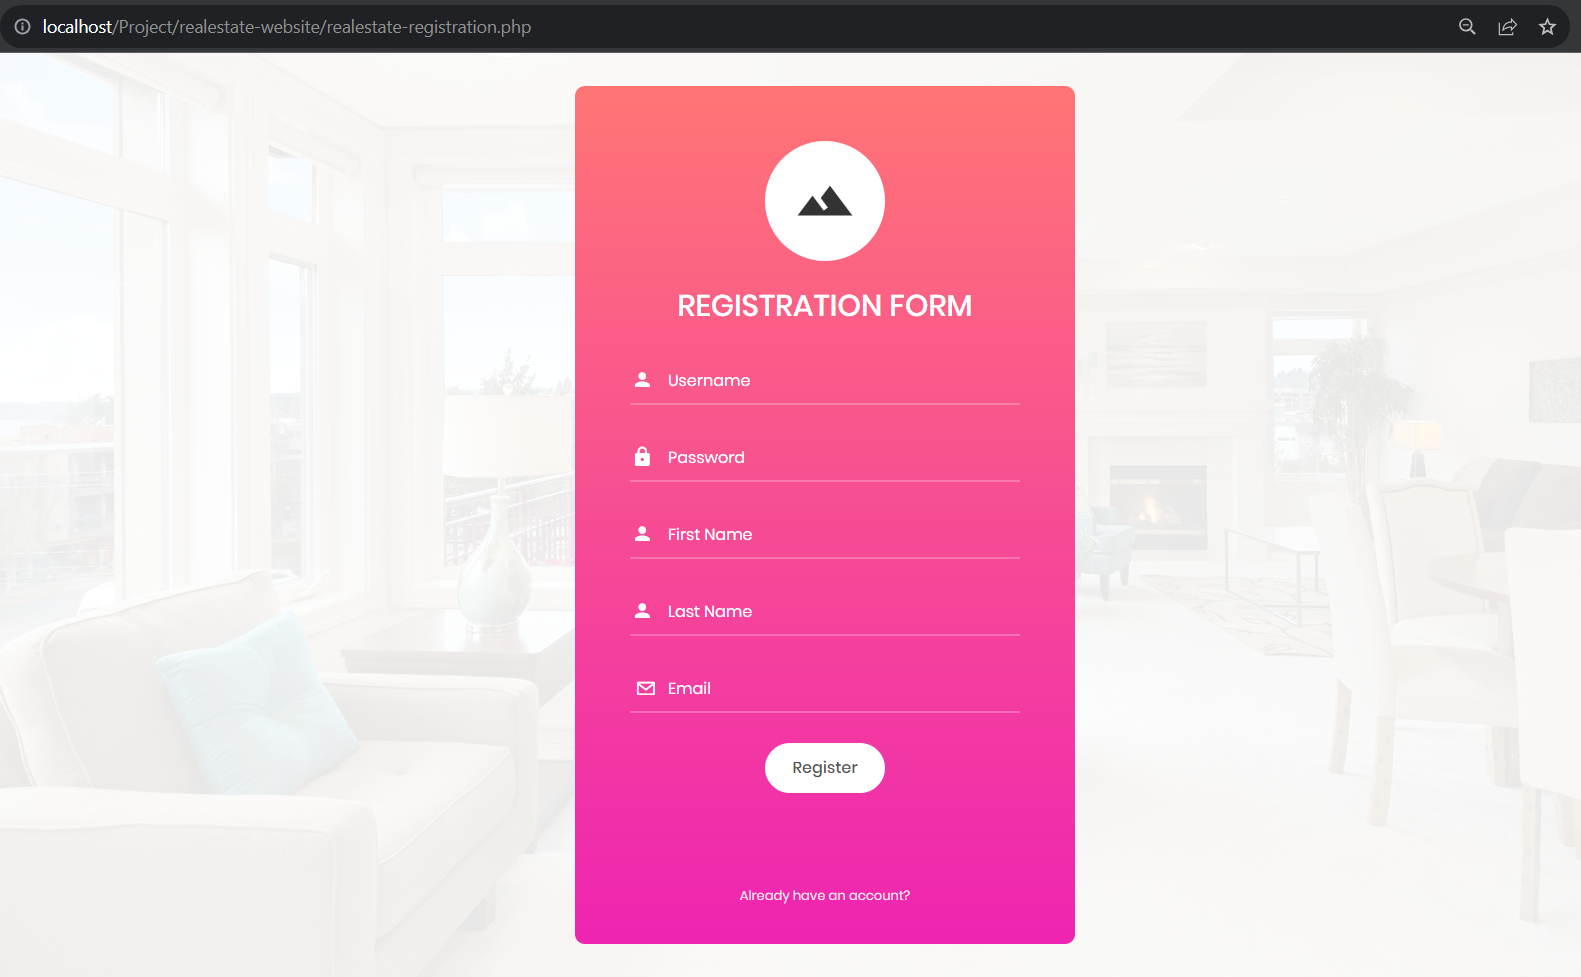 localhost/Project/realestate-website/realestate-registration.php
REGISTRATION FORM
Username
Password
First Name
Last Name
Email
Register
Already have an account?